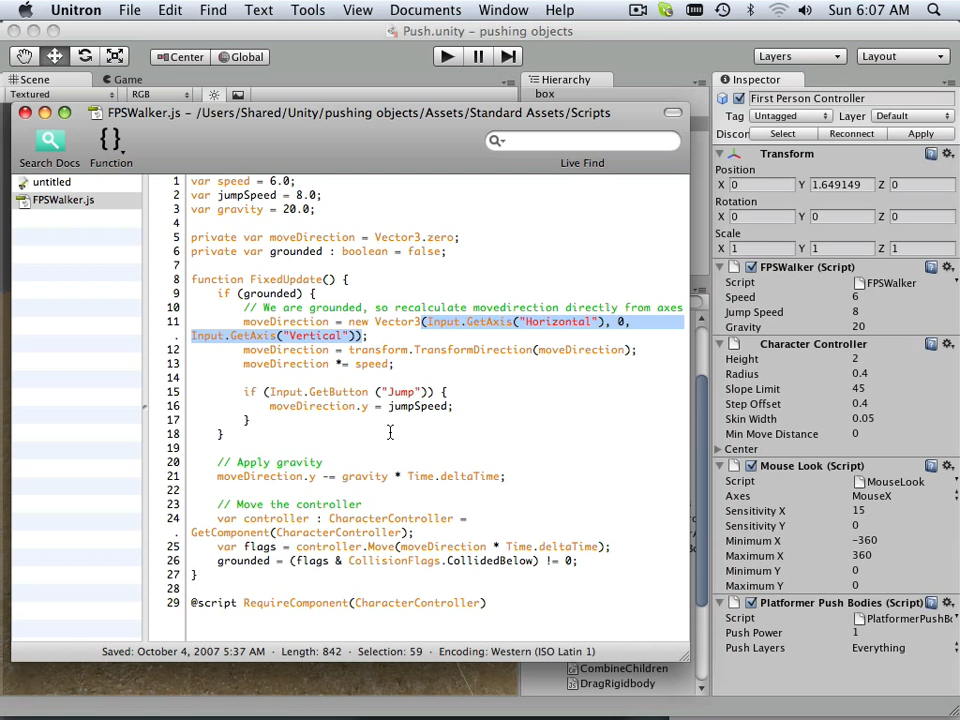 Unitron File Edit Find Text Tools View Documents Window Help Sun 6:07 AM
Push.unity - pushing objects
Center Global Layers Layout
Scene Game Hierarchy Inspector
Textured RGB box
First Person Controller
Tag Untagged Layer Default
Discon Select Reconnect Apply
FPSWalker.js - /Users/Shared/Unity/pushing objects/Assets/Standard Assets/Scripts
Search Docs Function Live Find
untitled
FPSWalker.js
1 var speed = 6.0;
2 var jumpSpeed = 8.0;
3 var gravity = 20.0;
4
5 private var moveDirection = Vector3.zero;
6 private var grounded : boolean = false;
7
8 function FixedUpdate() {
9 if (grounded) {
10 // We are grounded, so recalculate movedirection directly from axes
11 moveDirection = new Vector3(Input.GetAxis("Horizontal"), 0,
. Input.GetAxis("Vertical"));
12 moveDirection = transform.TransformDirection(moveDirection);
13 moveDirection *= speed;
14
15 if (Input.GetButton ("Jump")) {
16 moveDirection.y = jumpSpeed;
17 }
18 }
19
20 // Apply gravity
21 moveDirection.y -= gravity * Time.deltaTime;
22
23 // Move the controller
24 var controller : CharacterController =
. GetComponent(CharacterController);
25 var flags = controller.Move(moveDirection * Time.deltaTime);
26 grounded = (flags & CollisionFlags.CollidedBelow) != 0;
27 }
28
29 @script RequireComponent(CharacterController)
Saved: October 4, 2007 5:37 AM - Length: 842 - Selection: 59 - Encoding: Western (ISO Latin 1)
CombineChildren
DragRigidbody
Transform
Position
X 0 Y 1.649149 Z 0
Rotation
X 0 Y 0 Z 0
Scale
X 1 Y 1 Z 1
FPSWalker (Script)
Script FPSWalker
Speed 6
Jump Speed 8
Gravity 20
Character Controller
Height 2
Radius 0.4
Slope Limit 45
Step Offset 0.4
Skin Width 0.05
Min Move Distance 0
Center
Mouse Look (Script)
Script MouseLook
Axes MouseX
Sensitivity X 15
Sensitivity Y 0
Minimum X -360
Maximum X 360
Minimum Y 0
Maximum Y 0
Platformer Push Bodies (Script)
Script PlatformerPushBo
Push Power 1
Push Layers Everything